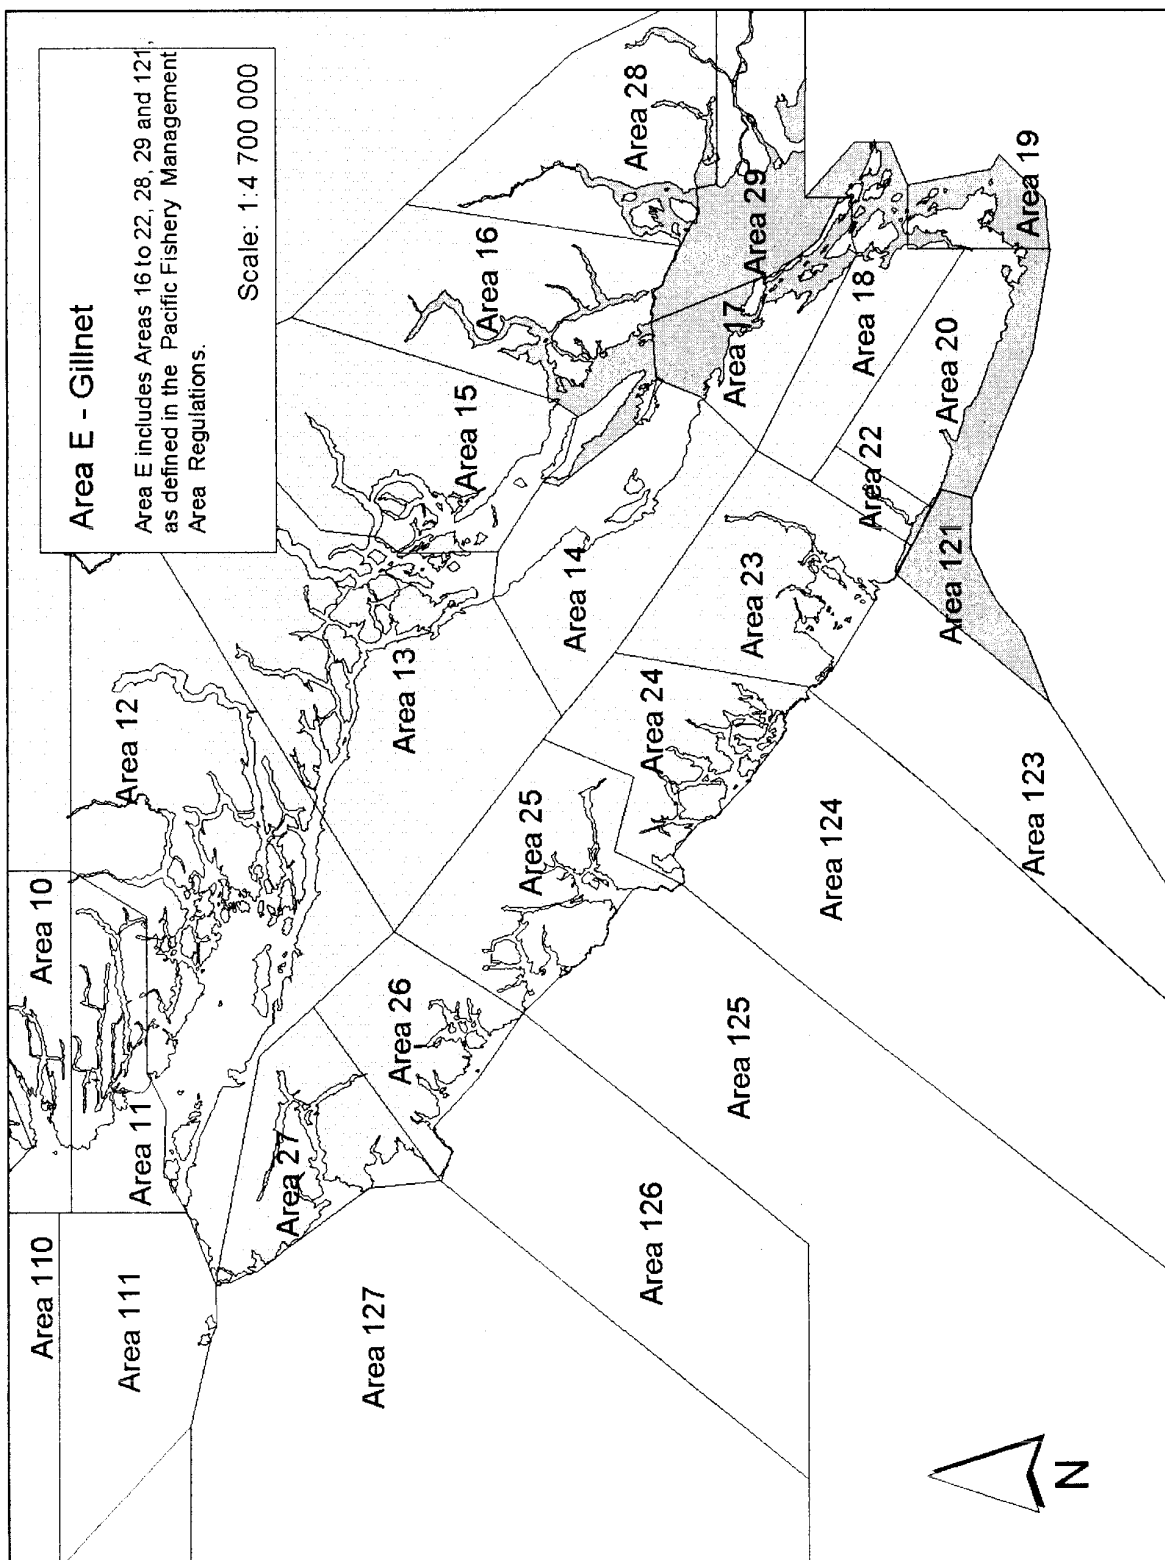 Area E - Gillnet
Area E includes Areas 16 to 22, 28, 29 and 121,
as defined in the Pacific Fishery Management
Area Regulations.
Scale: 1:4 700 000
Area 110
Area 10
Area 111
Area 11
Area 12
Area 127
Area 27
Area 26
Area 13
Area 15
Area 16
Area 28
Area 25
Area 14
Area 126
Area 24
Area 17
Area 29
Area 125
Area 23
Area 124
Area 22
Area 18
Area 121
Area 20
Area 19
Area 123
N